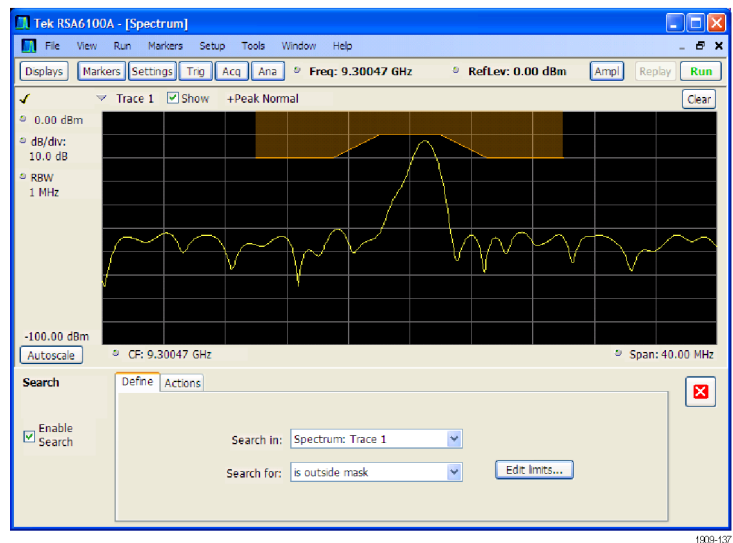 Tek RSA6100A - [Spectrum]
File View Run Markers Setup Tools Window Help
Displays Markers Settings Trig Acq Ana Freq: 9.30047 GHz RefLev: 0.00 dBm Ampl Replay Run
Trace 1 Show +Peak Normal Clear
0.00 dBm
dB/div:
10.0 dB
RBW
1 MHz
-100.00 dBm
Autoscale CF: 9.30047 GHz Span: 40.00 MHz
Search Define Actions
Enable
Search
Search in: Spectrum: Trace 1
Search for: is outside mask Edit limits...
1909-137